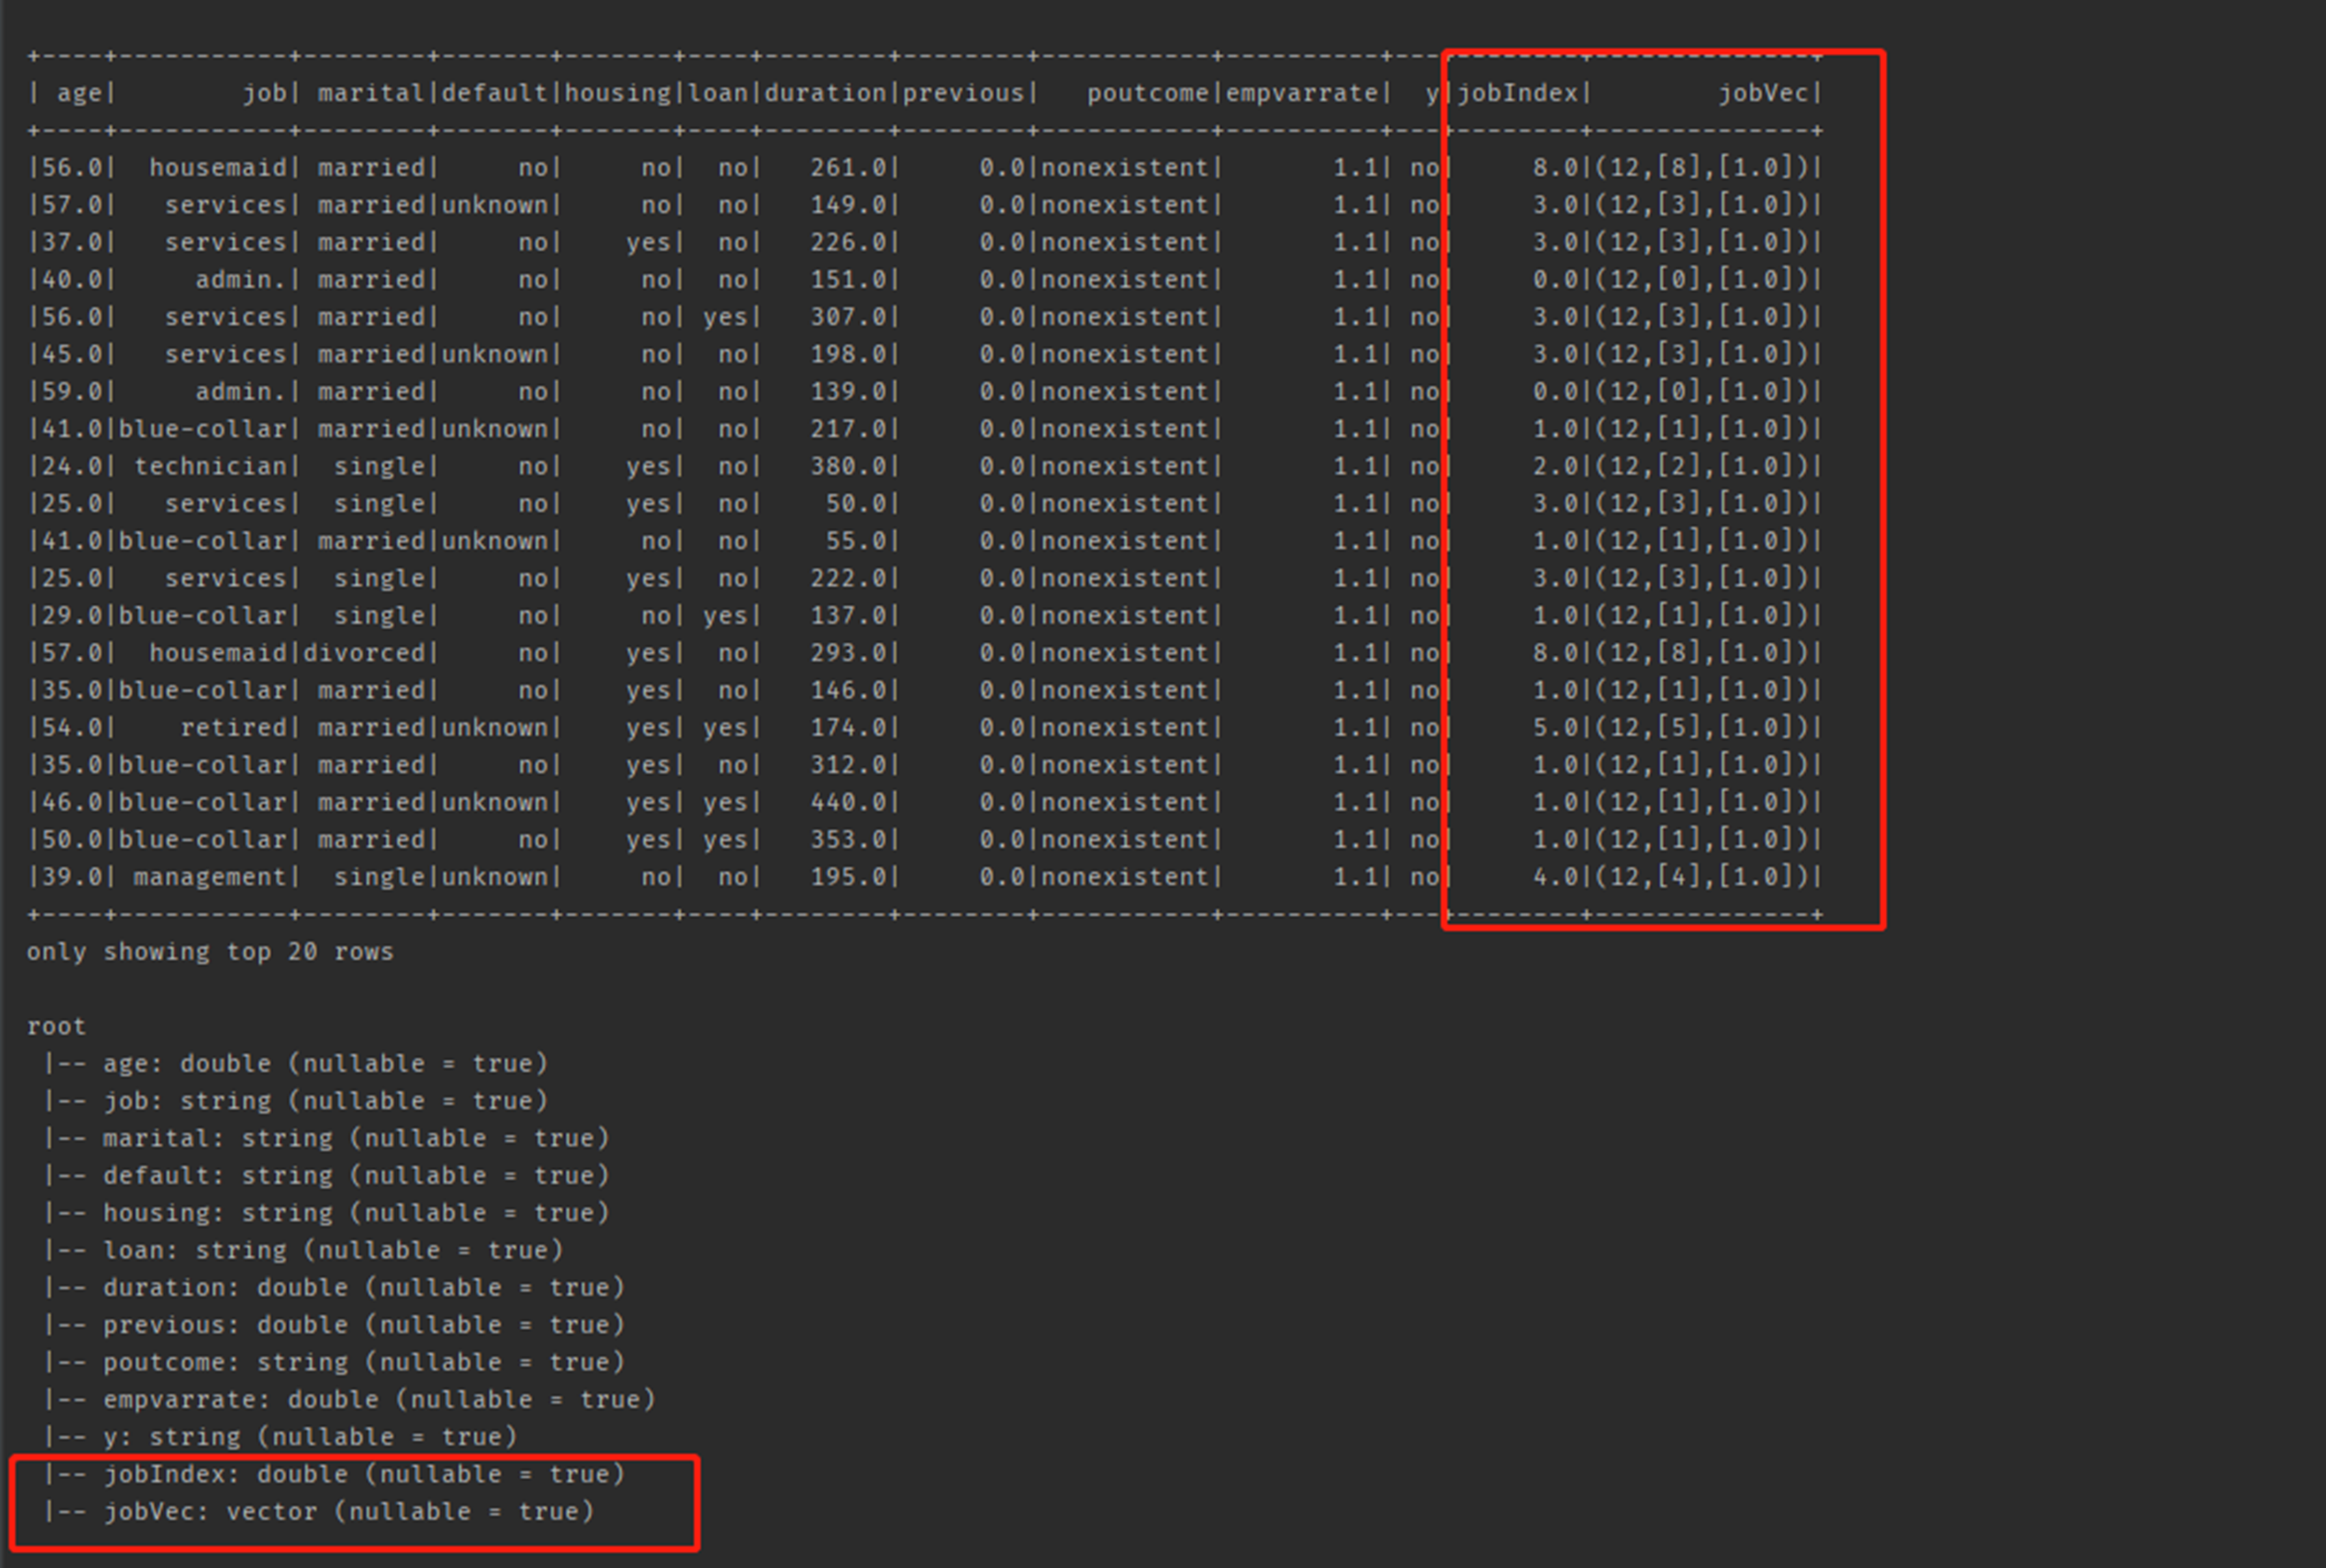 +----+-----------+--------+-------+-------+----+--------+--------+-----------+----------+---+--------+--------------+
| age|        job| marital|default|housing|loan|duration|previous|   poutcome|empvarrate|  y|jobIndex|        jobVec|
+----+-----------+--------+-------+-------+----+--------+--------+-----------+----------+---+--------+--------------+
|56.0|  housemaid| married|     no|     no|  no|   261.0|     0.0|nonexistent|       1.1| no|     8.0|(12,[8],[1.0])|
|57.0|   services| married|unknown|     no|  no|   149.0|     0.0|nonexistent|       1.1| no|     3.0|(12,[3],[1.0])|
|37.0|   services| married|     no|    yes|  no|   226.0|     0.0|nonexistent|       1.1| no|     3.0|(12,[3],[1.0])|
|40.0|     admin.| married|     no|     no|  no|   151.0|     0.0|nonexistent|       1.1| no|     0.0|(12,[0],[1.0])|
|56.0|   services| married|     no|     no| yes|   307.0|     0.0|nonexistent|       1.1| no|     3.0|(12,[3],[1.0])|
|45.0|   services| married|unknown|     no|  no|   198.0|     0.0|nonexistent|       1.1| no|     3.0|(12,[3],[1.0])|
|59.0|     admin.| married|     no|     no|  no|   139.0|     0.0|nonexistent|       1.1| no|     0.0|(12,[0],[1.0])|
|41.0|blue-collar| married|unknown|     no|  no|   217.0|     0.0|nonexistent|       1.1| no|     1.0|(12,[1],[1.0])|
|24.0| technician|  single|     no|    yes|  no|   380.0|     0.0|nonexistent|       1.1| no|     2.0|(12,[2],[1.0])|
|25.0|   services|  single|     no|    yes|  no|    50.0|     0.0|nonexistent|       1.1| no|     3.0|(12,[3],[1.0])|
|41.0|blue-collar| married|unknown|     no|  no|    55.0|     0.0|nonexistent|       1.1| no|     1.0|(12,[1],[1.0])|
|25.0|   services|  single|     no|    yes|  no|   222.0|     0.0|nonexistent|       1.1| no|     3.0|(12,[3],[1.0])|
|29.0|blue-collar|  single|     no|     no| yes|   137.0|     0.0|nonexistent|       1.1| no|     1.0|(12,[1],[1.0])|
|57.0|  housemaid|divorced|     no|    yes|  no|   293.0|     0.0|nonexistent|       1.1| no|     8.0|(12,[8],[1.0])|
|35.0|blue-collar| married|     no|    yes|  no|   146.0|     0.0|nonexistent|       1.1| no|     1.0|(12,[1],[1.0])|
|54.0|    retired| married|unknown|    yes| yes|   174.0|     0.0|nonexistent|       1.1| no|     5.0|(12,[5],[1.0])|
|35.0|blue-collar| married|     no|    yes|  no|   312.0|     0.0|nonexistent|       1.1| no|     1.0|(12,[1],[1.0])|
|46.0|blue-collar| married|unknown|    yes| yes|   440.0|     0.0|nonexistent|       1.1| no|     1.0|(12,[1],[1.0])|
|50.0|blue-collar| married|     no|    yes| yes|   353.0|     0.0|nonexistent|       1.1| no|     1.0|(12,[1],[1.0])|
|39.0| management|  single|unknown|     no|  no|   195.0|     0.0|nonexistent|       1.1| no|     4.0|(12,[4],[1.0])|
+----+-----------+--------+-------+-------+----+--------+--------+-----------+----------+---+--------+--------------+
only showing top 20 rows
root
 |-- age: double (nullable = true)
 |-- job: string (nullable = true)
 |-- marital: string (nullable = true)
 |-- default: string (nullable = true)
 |-- housing: string (nullable = true)
 |-- loan: string (nullable = true)
 |-- duration: double (nullable = true)
 |-- previous: double (nullable = true)
 |-- poutcome: string (nullable = true)
 |-- empvarrate: double (nullable = true)
 |-- y: string (nullable = true)
 |-- jobIndex: double (nullable = true)
 |-- jobVec: vector (nullable = true)